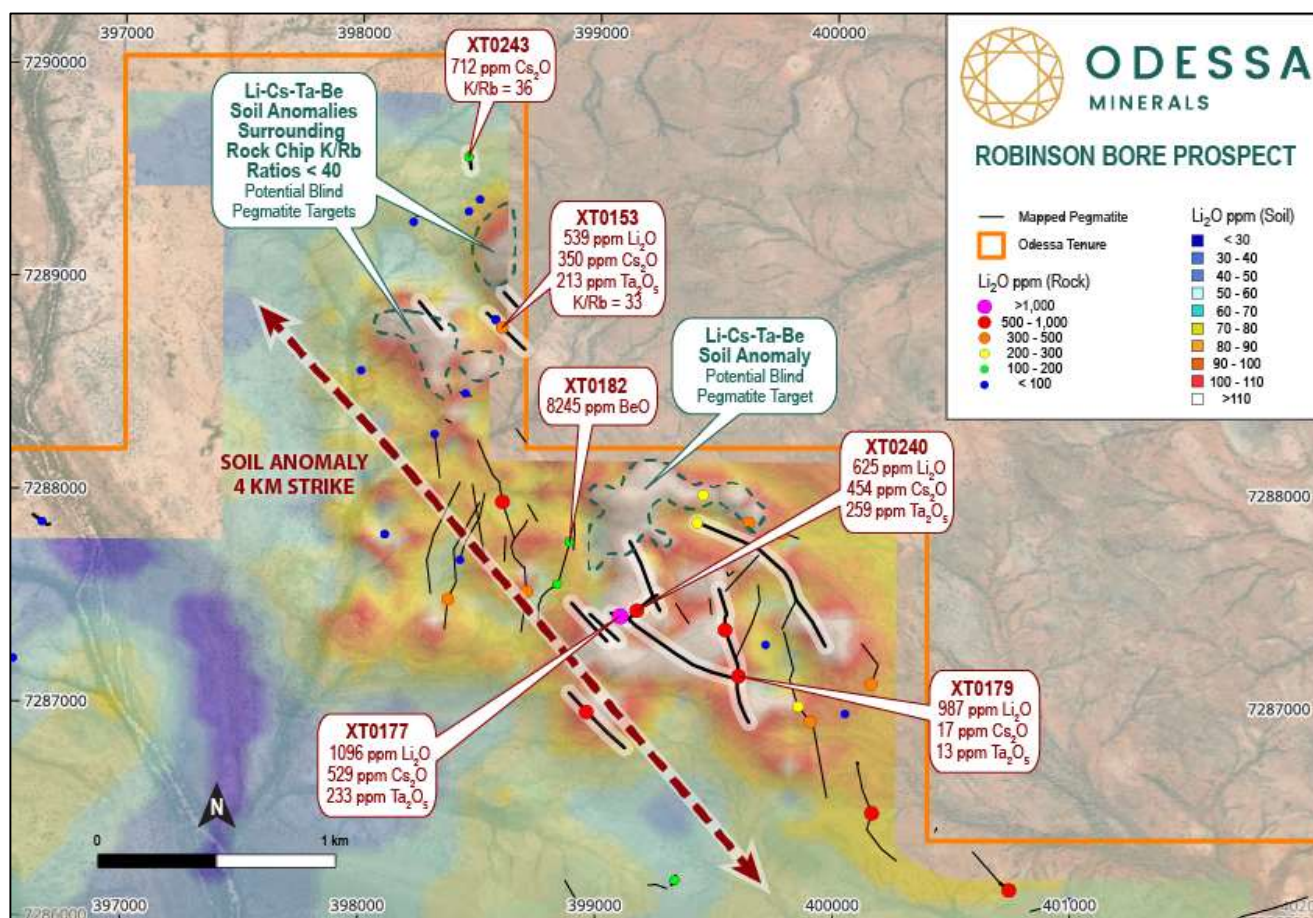 397000
398000
399000
400000
7290000
7289000
7288000
7287000
7286000
7288000
7287000
397000
398000
399000
400000
401000
ODESSA
MINERALS
ROBINSON BORE PROSPECT
Mapped Pegmatite
Odessa Tenure
Li₂O ppm (Rock)
>1,000
500 - 1,000
300 - 500
200 - 300
100 - 200
< 100
Li₂O ppm (Soil)
< 30
30 - 40
40 - 50
50 - 60
60 - 70
70 - 80
80 - 90
90 - 100
100 - 110
>110
XT0243
712 ppm Cs₂O
K/Rb = 36
Li-Cs-Ta-Be
Soil Anomalies
Surrounding
Rock Chip K/Rb
Ratios < 40
Potential Blind
Pegmatite Targets
XT0153
539 ppm Li₂O
350 ppm Cs₂O
213 ppm Ta₂O₅
K/Rb = 33
Li-Cs-Ta-Be
Soil Anomaly
Potential Blind
Pegmatite Target
XT0182
8245 ppm BeO
XT0240
625 ppm Li₂O
454 ppm Cs₂O
259 ppm Ta₂O₅
SOIL ANOMALY
4 KM STRIKE
XT0179
987 ppm Li₂O
17 ppm Cs₂O
13 ppm Ta₂O₅
XT0177
1096 ppm Li₂O
529 ppm Cs₂O
233 ppm Ta₂O₅
N
0
1 km